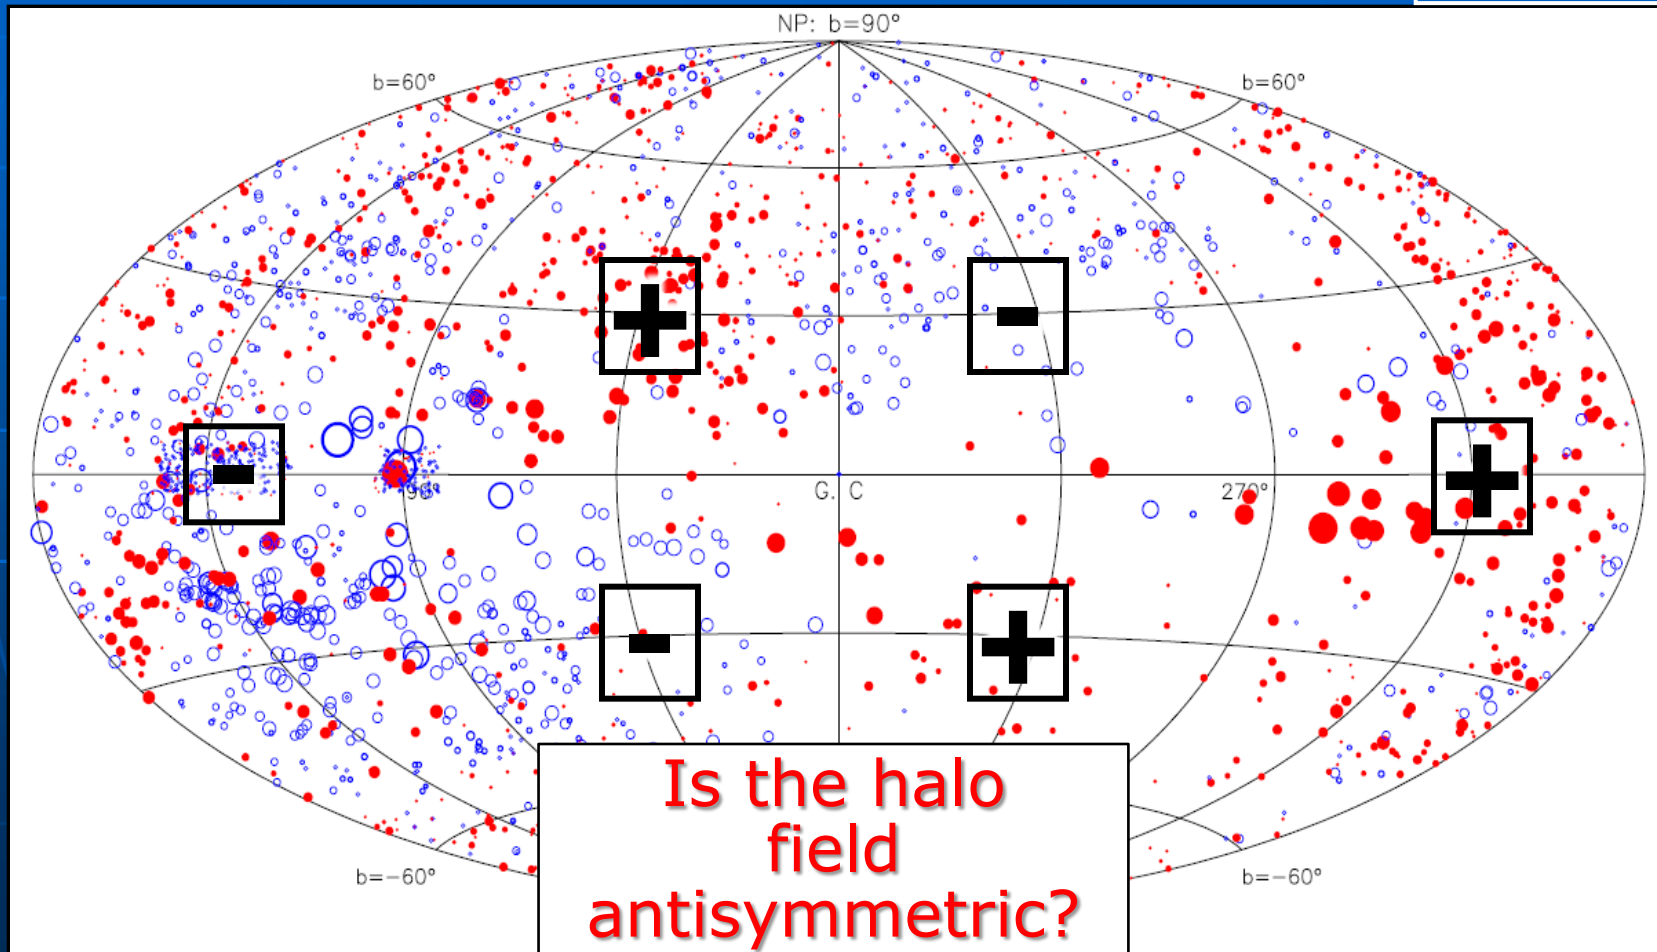 NP: b=90°
b=60°
b=60°
+
-
-
+
90°
G. C
270°
-
+
b=-60°
b=-60°
Is the halo
field
antisymmetric?